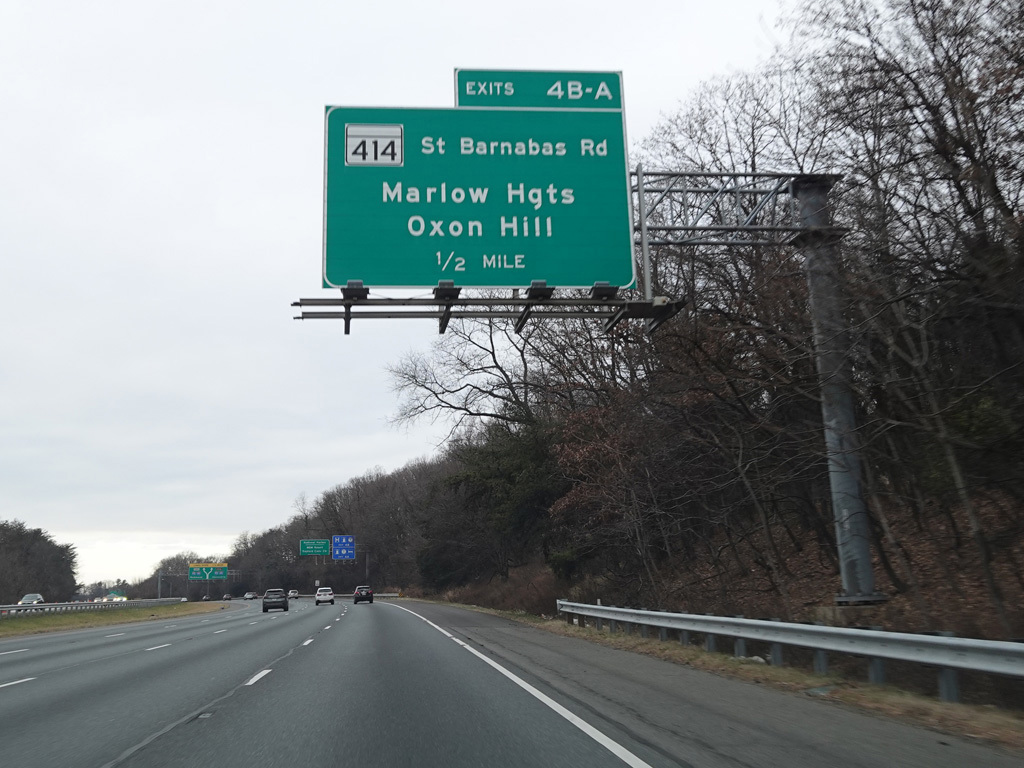 EXITS 4B-A
414 St Barnabas Rd
Marlow Hgts
Oxon Hill
1/2 MILE